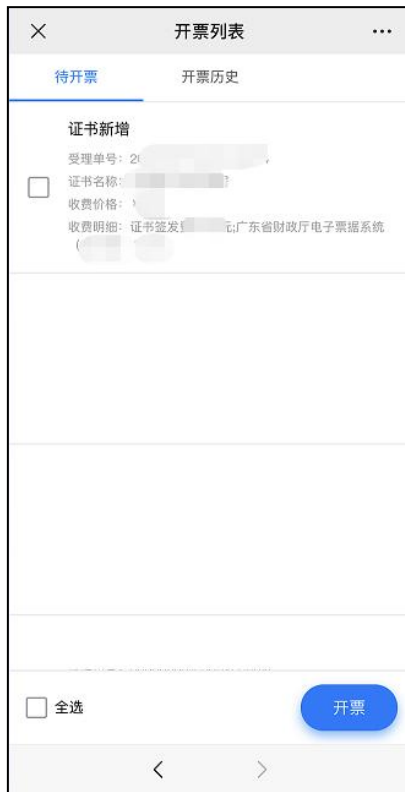 开票列表
待开票
开票历史
证书新增
受理单号：20
证书名称：
收费价格：
收费明细：证书签发 元;广东省财政厅电子票据系统
(
全选
开票